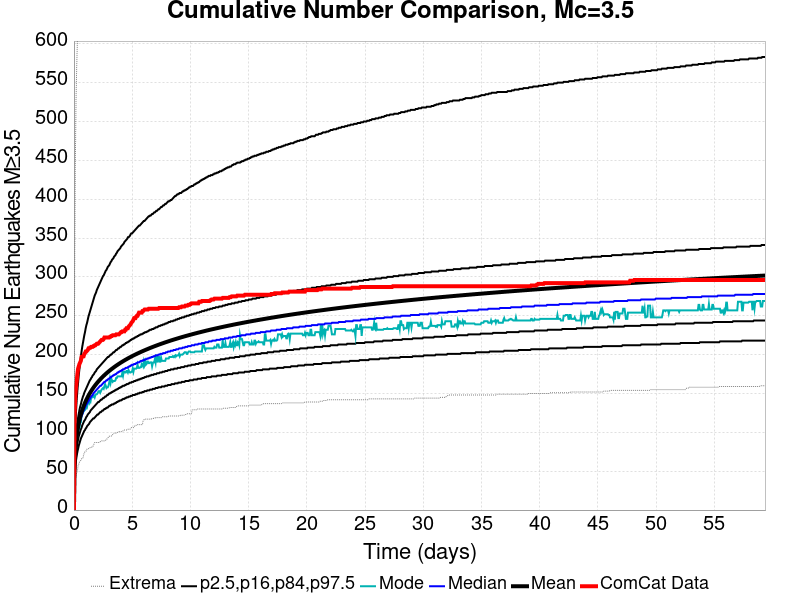 Cumulative Number Comparison, Mc=3.5
Cumulative Num Earthquakes M≥3.5
600
550
500
450
400
350
300
250
200
150
100
50
0
0 5 10 15 20 25 30 35 40 45 50 55
Time (days)
Extrema p2.5,p16,p84,p97.5 Mode Median Mean ComCat Data